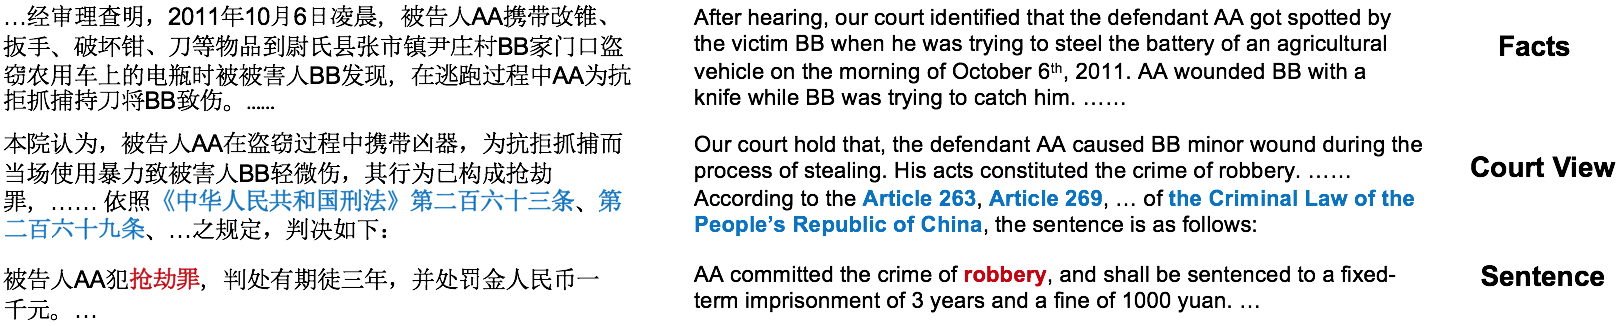 …经审理查明，2011年10月6日凌晨，被告人AA携带改锥、
扳手、破坏钳、刀等物品到尉氏县张市镇尹庄村BB家门口盗
窃农用车上的电瓶时被被害人BB发现，在逃跑过程中AA为抗
拒抓捕持刀将BB致伤。……
After hearing, our court identified that the defendant AA got spotted by
the victim BB when he was trying to steel the battery of an agricultural
vehicle on the morning of October 6th, 2011. AA wounded BB with a
knife while BB was trying to catch him. ……
Facts
本院认为，被告人AA在盗窃过程中携带凶器，为抗拒抓捕而
当场使用暴力致被害人BB轻微伤，其行为已构成抢劫
罪，…… 依照《中华人民共和国刑法》第二百六十三条、第
二百六十九条、…之规定，判决如下：
Our court hold that, the defendant AA caused BB minor wound during the
process of stealing. His acts constituted the crime of robbery. ……
According to the Article 263, Article 269, … of the Criminal Law of the
People’s Republic of China, the sentence is as follows:
Court View
被告人AA犯抢劫罪，判处有期徒三年，并处罚金人民币一
千元。…
AA committed the crime of robbery, and shall be sentenced to a fixed-
term imprisonment of 3 years and a fine of 1000 yuan. …
Sentence